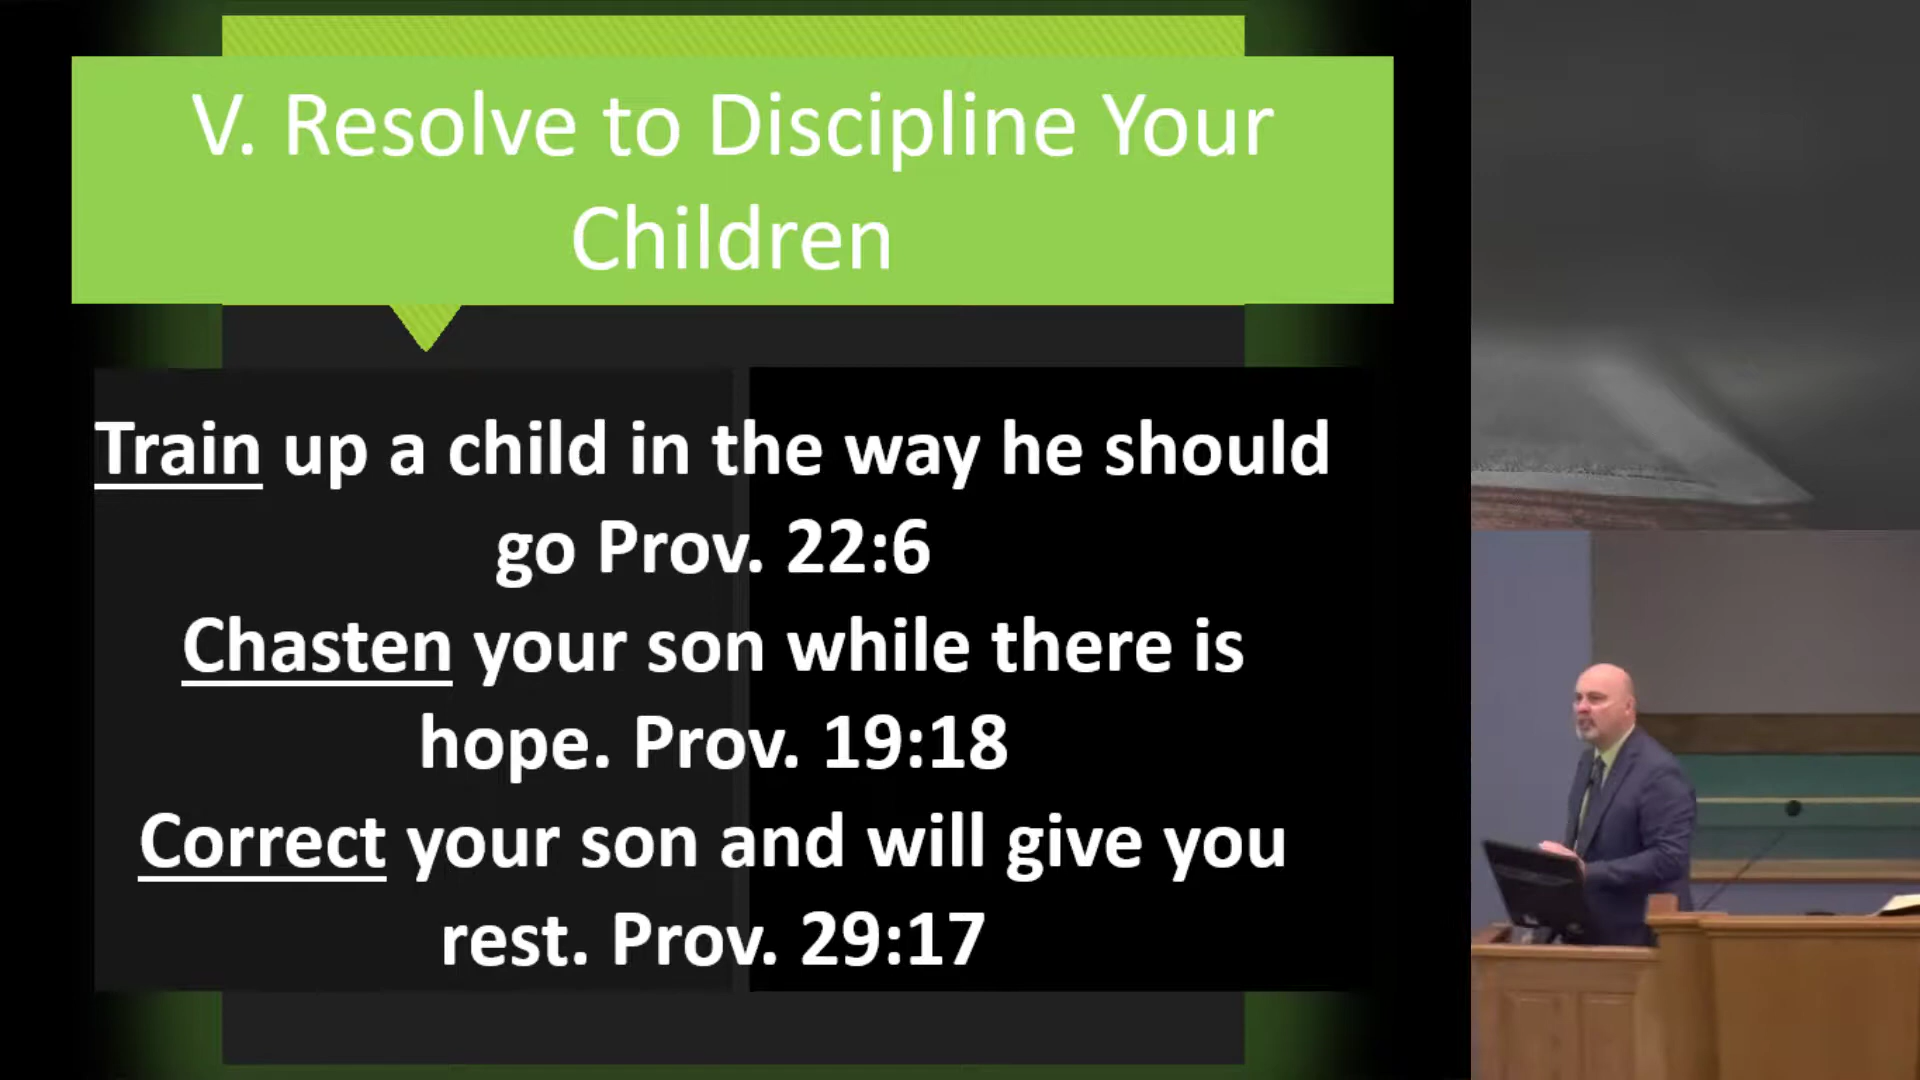 V. Resolve to Discipline Your
Children
Train up a child in the way he should
go Prov. 22:6
Chasten your son while there is
hope. Prov. 19:18
Correct your son and will give you
rest. Prov. 29:17